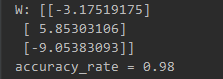 W: [[-3.17519175]
 [ 5.85303106]
 [-9.05383093]]
accuracy_rate = 0.98